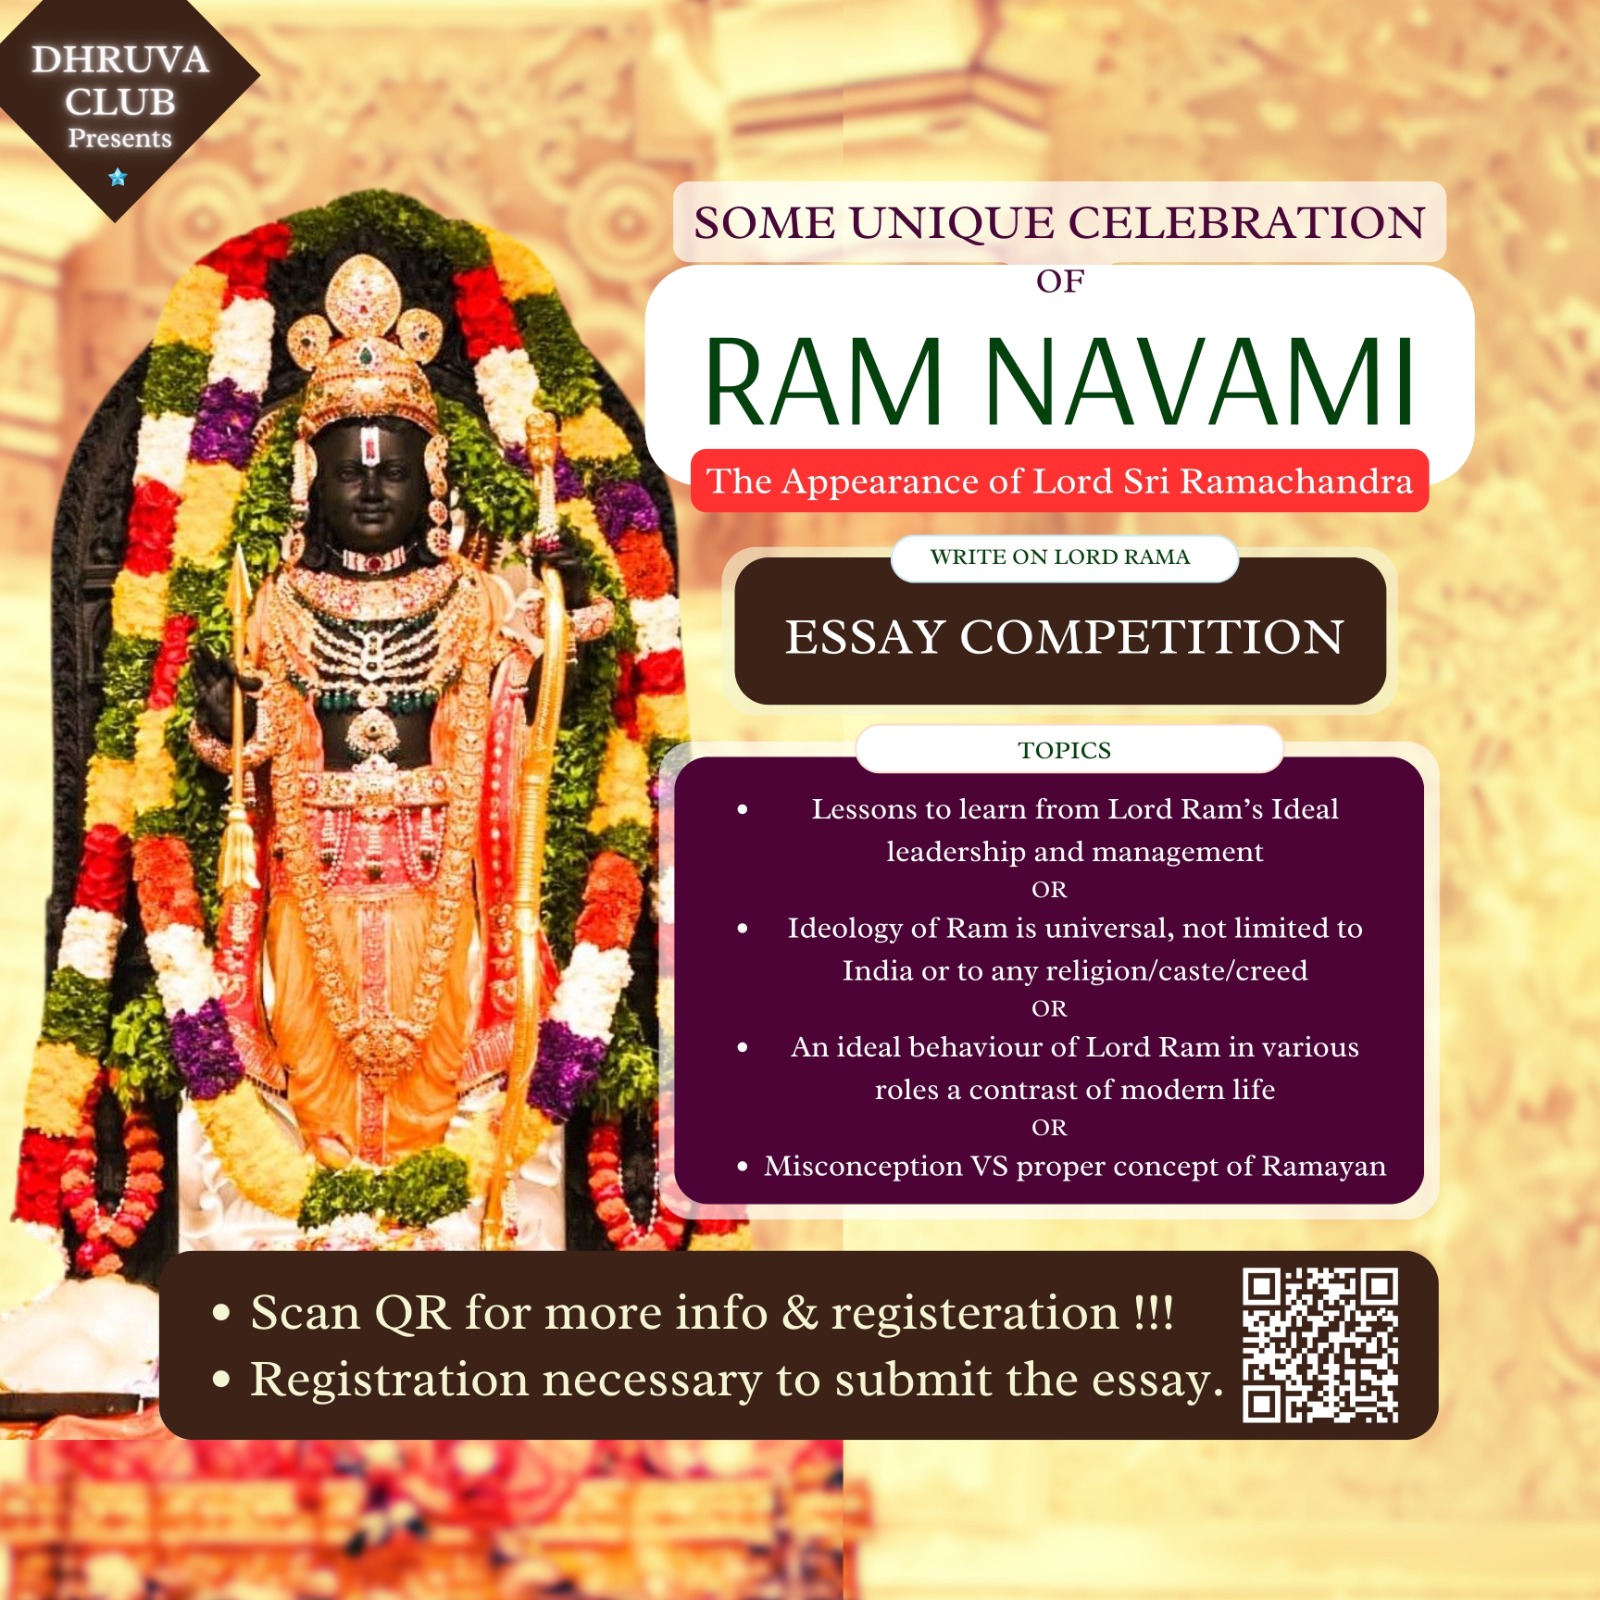 DHRUVA
CLUB
Presents
SOME UNIQUE CELEBRATION
OF
RAM NAVAMI
The Appearance of Lord Sri Ramachandra
WRITE ON LORD RAMA
ESSAY COMPETITION
TOPICS
• Lessons to learn from Lord Ram’s Ideal
leadership and management
OR
• Ideology of Ram is universal, not limited to
India or to any religion/caste/creed
OR
• An ideal behaviour of Lord Ram in various
roles a contrast of modern life
OR
• Misconception VS proper concept of Ramayan
• Scan QR for more info & registeration !!!
• Registration necessary to submit the essay.